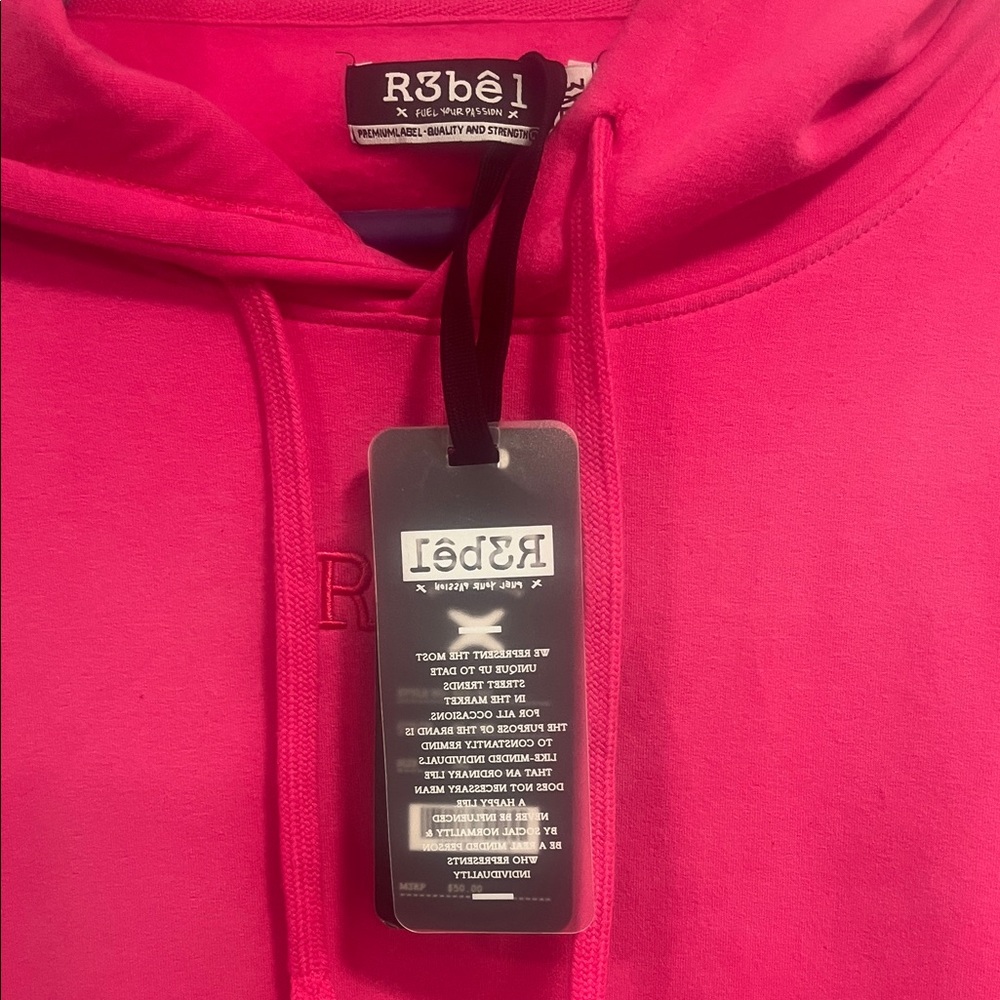 R3bêl
X FUEL YOUR PASSION X
PREMIUMLABEL·QUALITY AND STRENGTH
R
R3bêl
X FUEL YOUR PASSION X
WE REPRESENT THE MOST
UNIQUE UP TO DATE
STREET TRENDS
IN THE MARKET
FOR ALL OCCASIONS.
THE PURPOSE OF THE BRAND IS
TO CONSTANTLY REMIND
LIKE-MINDED INDIVIDUALS
THAT AN ORDINARY LIFE
DOES NOT NECESSARY MEAN
A HAPPY LIFE
NEVER BE INFLUENCED
BY SOCIAL NORMALITY &
BE A REAL MINDED PERSON
WHO REPRESENTS
INDIVIDUALITY
MSRP $50.00